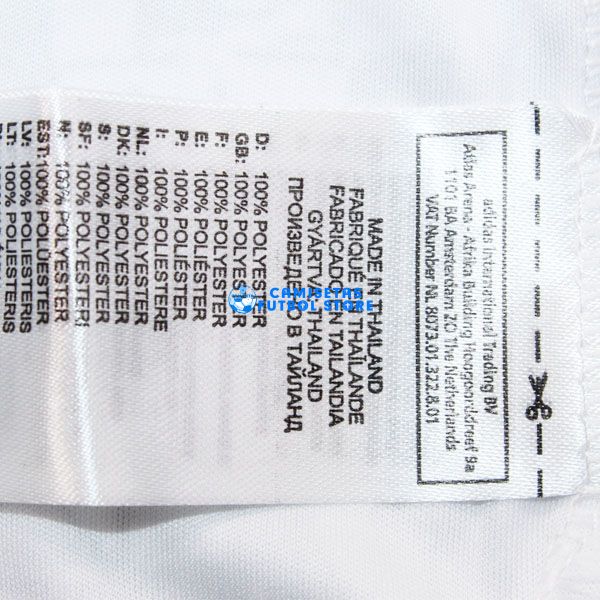 adidas International Trading BV
Atlas Arena - Afrika Building Hoogoorddreef 9a
1101 BA Amsterdam ZO The Netherlands
VAT Number NL 8073.01.322.B.01
MADE IN THAILAND
FABRIQUÉ EN THAÏLANDE
FABRICADO EN TAILANDIA
GYÁRTVA THAILAND
ПРОИЗВЕДЕНО В ТАЙЛАНД
D: 100% POLYESTER
GB: 100% POLYESTER
F: 100% POLYESTER
E: 100% POLIÉSTER
P: 100% POLIÉSTER
I: 100% POLIESTERE
NL: 100% POLYESTER
DK: 100% POLYESTER
S: 100% POLYESTER
SF: 100% POLYESTERI
N: 100% POLYESTER
EST: 100% POLÜESTER
LV: 100% POLIESTERIS
LT: 100% POLIESTERIS
CAMISETAS
FUTBOL.STORE